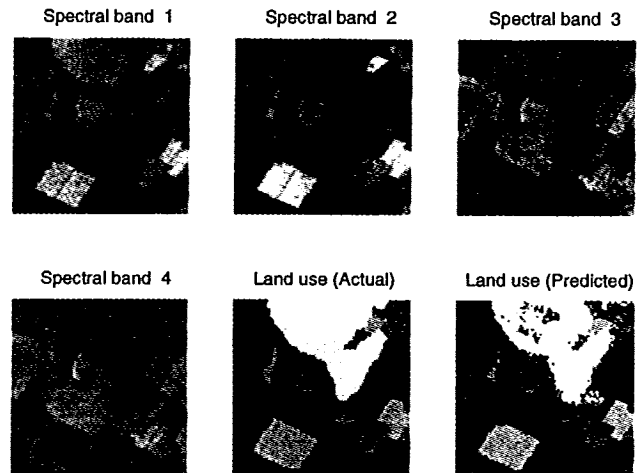 Spectral band 1
Spectral band 2
Spectral band 3
Spectral band 4
Land use (Actual)
Land use (Predicted)